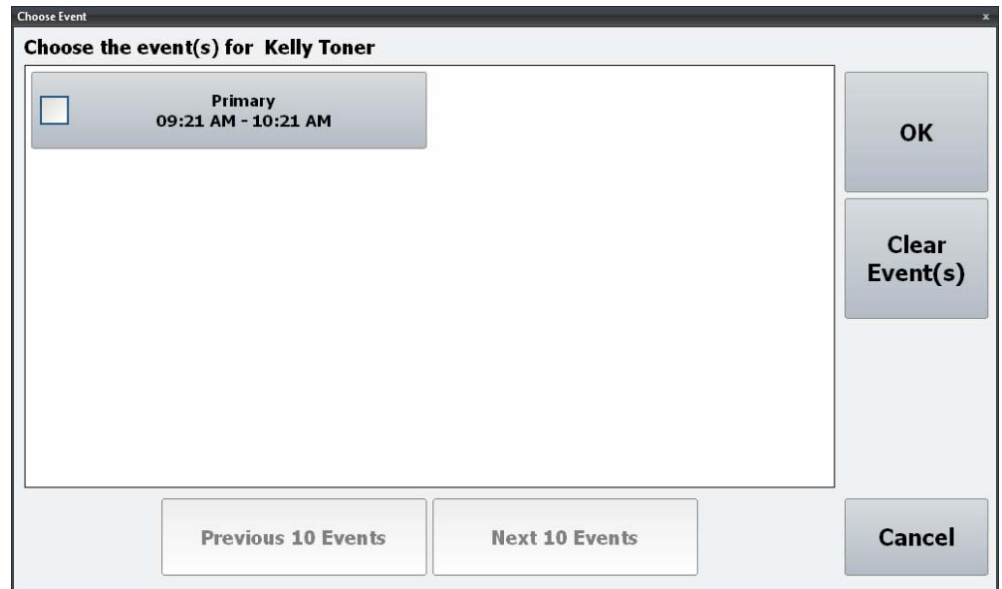 Choose Event
x
Choose the event(s) for Kelly Toner
Primary
09:21 AM - 10:21 AM
OK
Clear
Event(s)
Previous 10 Events
Next 10 Events
Cancel